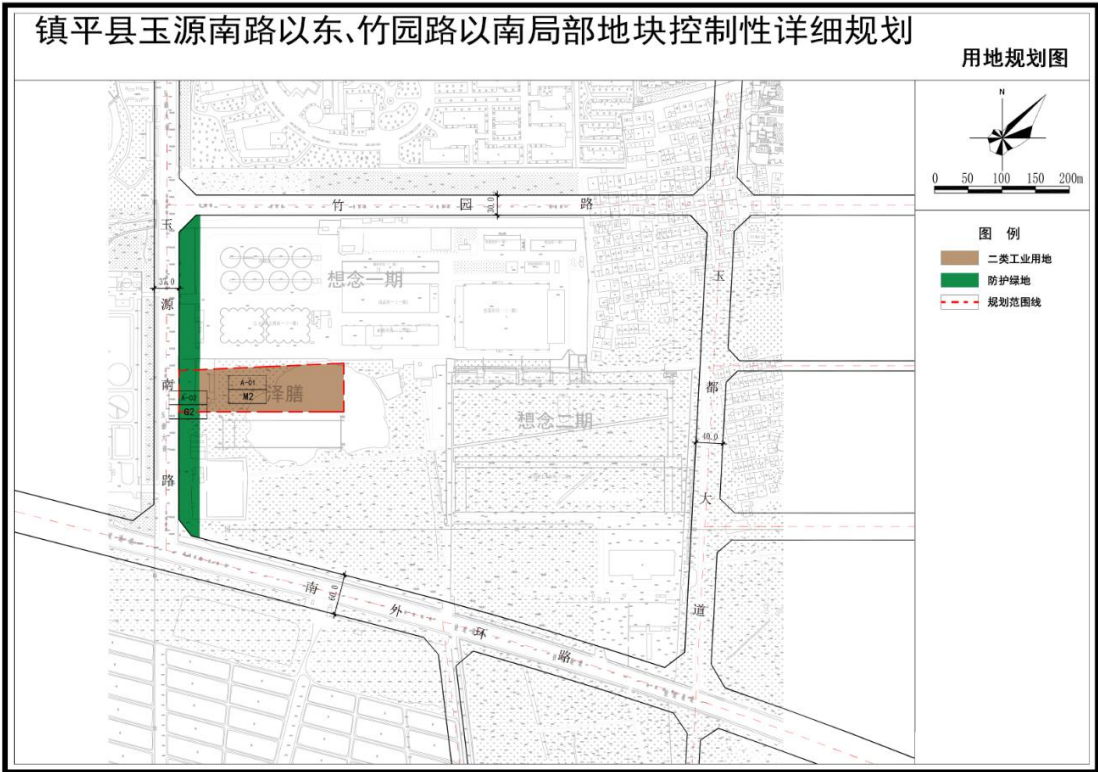 镇平县玉源南路以东、竹园路以南局部地块控制性详细规划
用地规划图
N
0 50 100 150 200m
图 例
二类工业用地
防护绿地
规划范围线
竹 园 路
30.0
玉 源 南 路
想念一期
A-01
M2
泽膳
A-02
G2
想念二期
玉 都 大 道
40.0
南 外 环 路
60.0